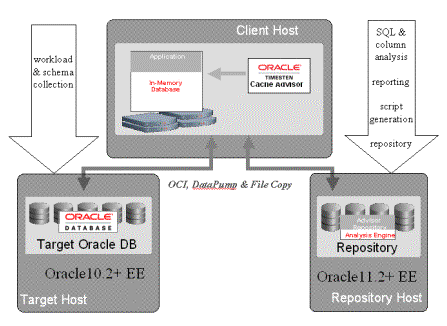 workload
& schema
collection
Client Host
Application
In-Memory
Database
ORACLE
TIMESTEN
Cache Advisor
SQL &
column
analysis
reporting
script
generation
repository
OCI, DataPump & File Copy
ORACLE
DATABASE
Target Oracle DB
Oracle10.2+ EE
Target Host
Advisor
Repository
Analysis Engine
Repository
Oracle11.2+ EE
Repository Host